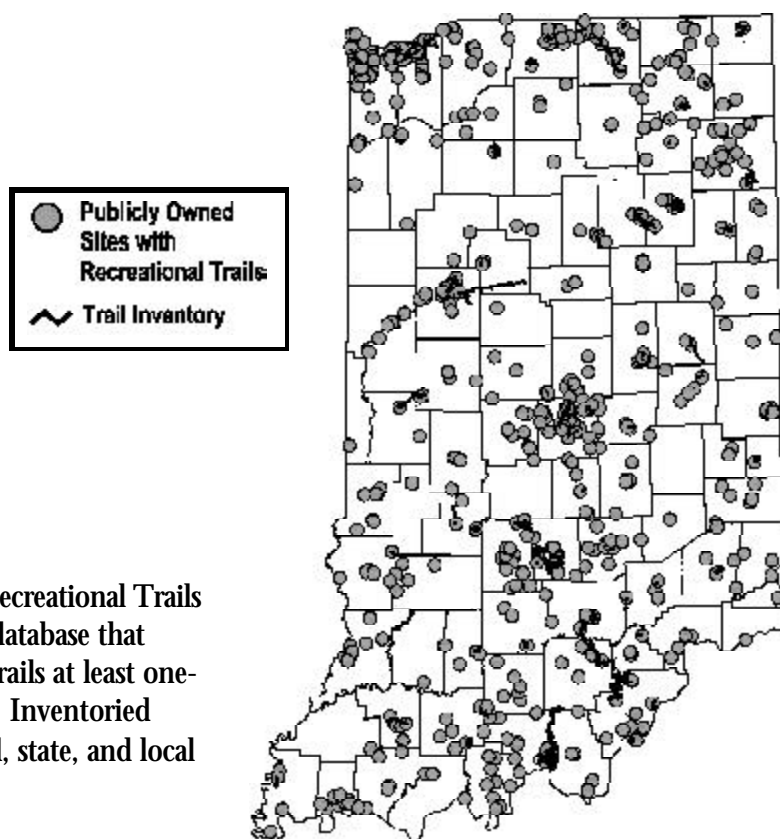 Publicly Owned
Sites with
Recreational Trails
Trail Inventory
ecreational Trails
database that
rails at least one-
Inventoried
, state, and local